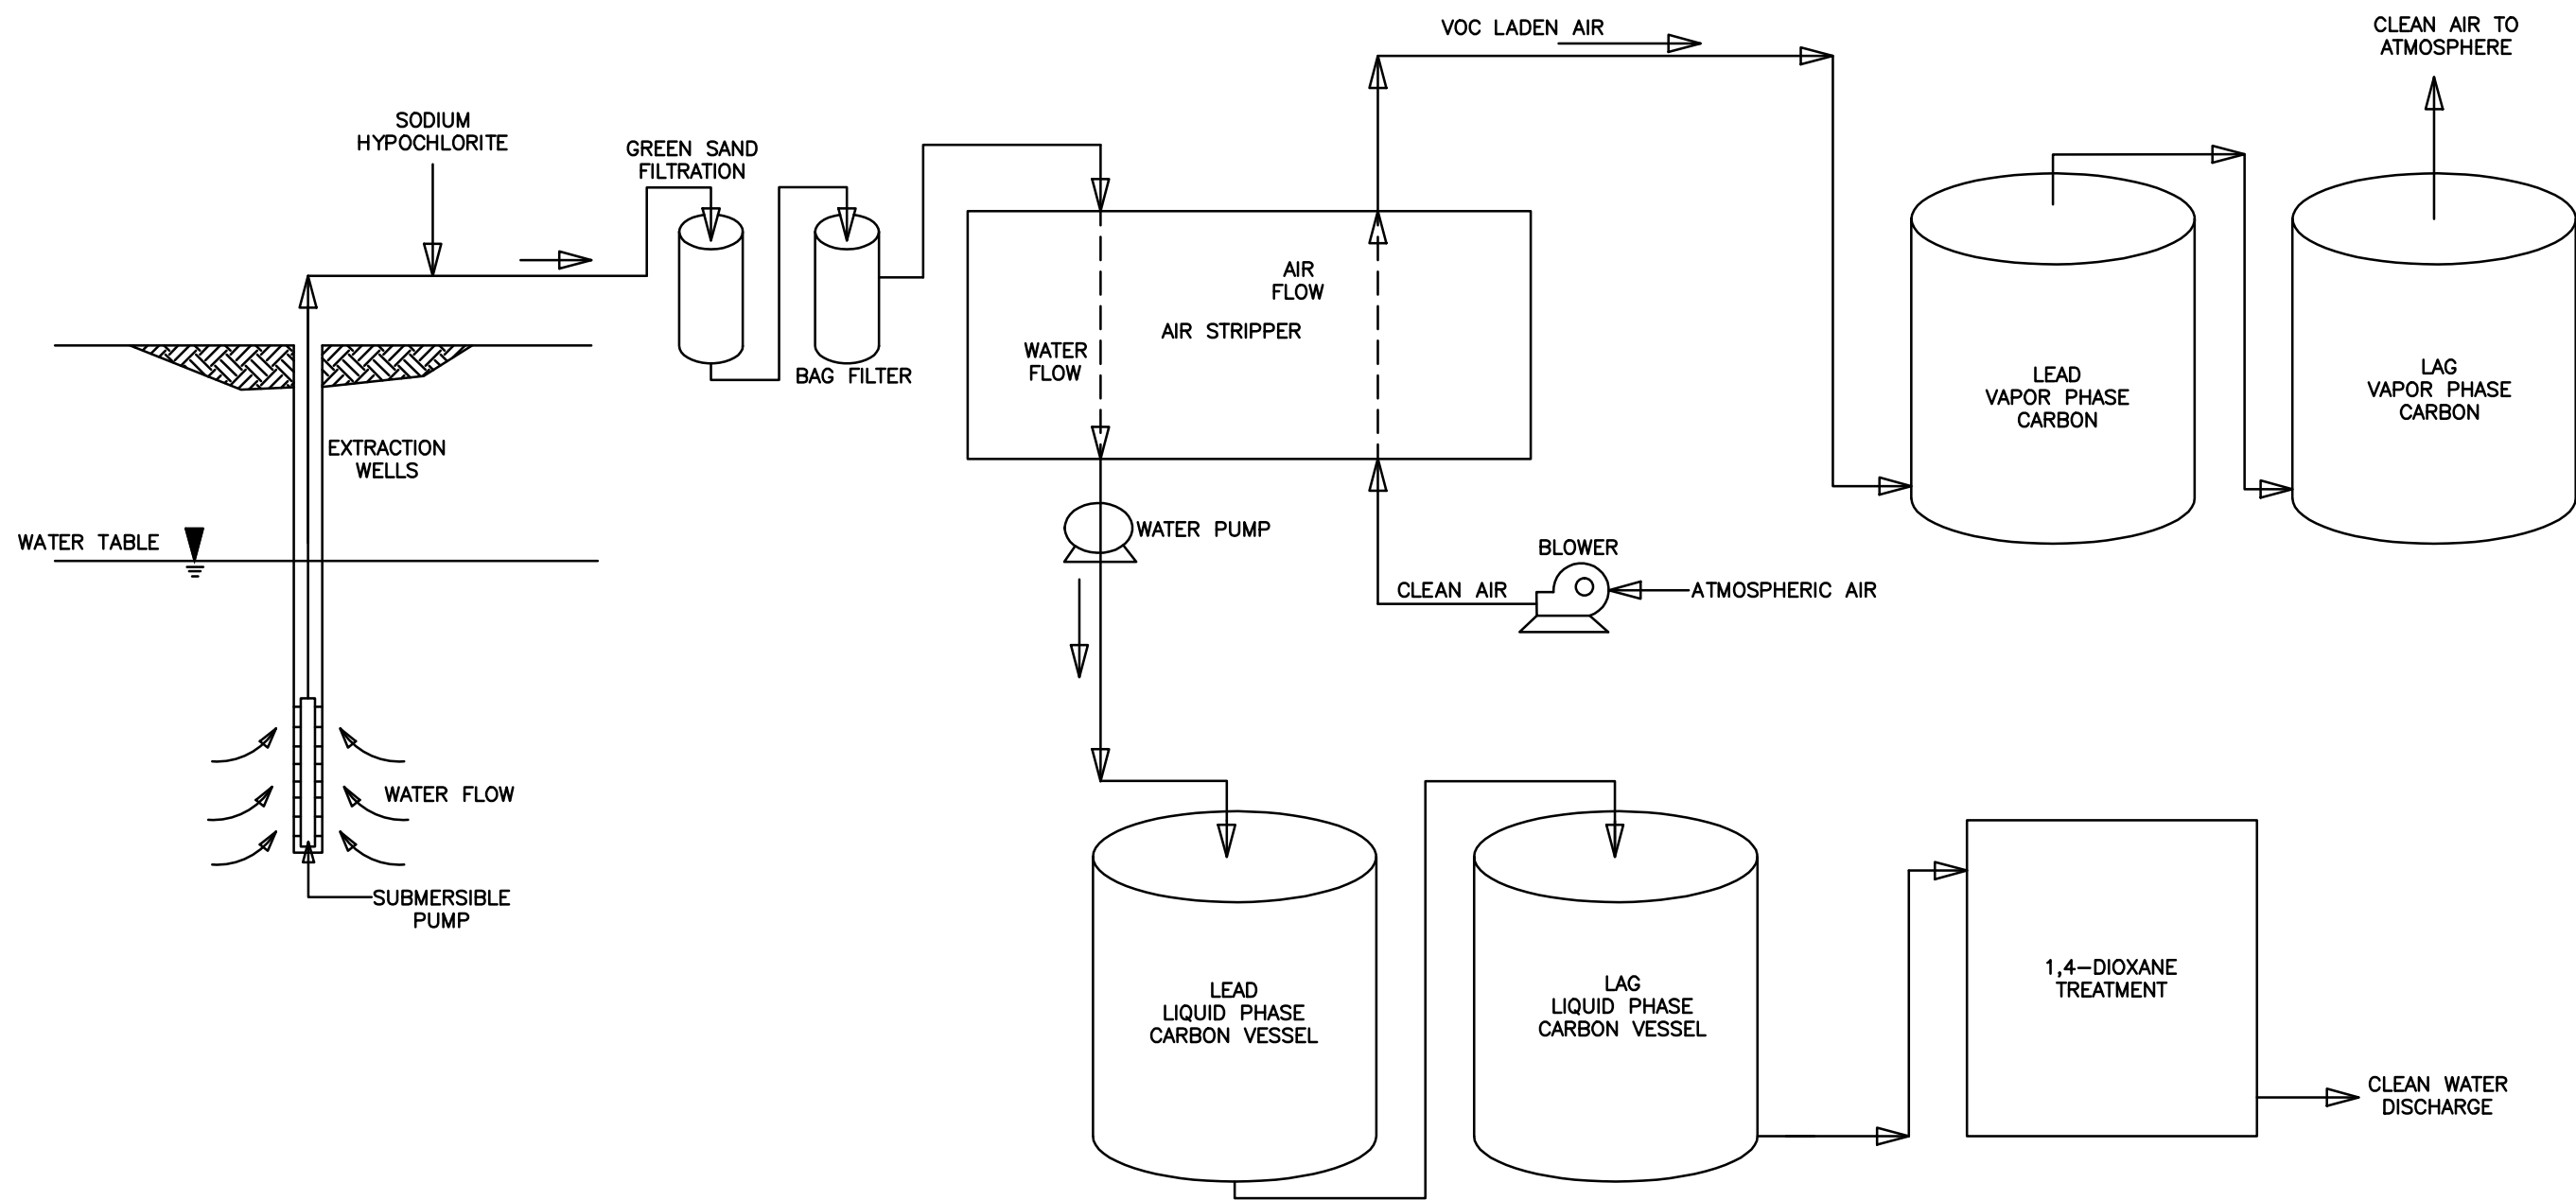 VOC LADEN AIR
CLEAN AIR TO
ATMOSPHERE
SODIUM
HYPOCHLORITE
GREEN SAND
FILTRATION
BAG FILTER
AIR
FLOW
AIR STRIPPER
WATER
FLOW
LEAD
VAPOR PHASE
CARBON
LAG
VAPOR PHASE
CARBON
EXTRACTION
WELLS
WATER TABLE
WATER PUMP
BLOWER
CLEAN AIR
ATMOSPHERIC AIR
WATER FLOW
SUBMERSIBLE
PUMP
LEAD
LIQUID PHASE
CARBON VESSEL
LAG
LIQUID PHASE
CARBON VESSEL
1,4-DIOXANE
TREATMENT
CLEAN WATER
DISCHARGE